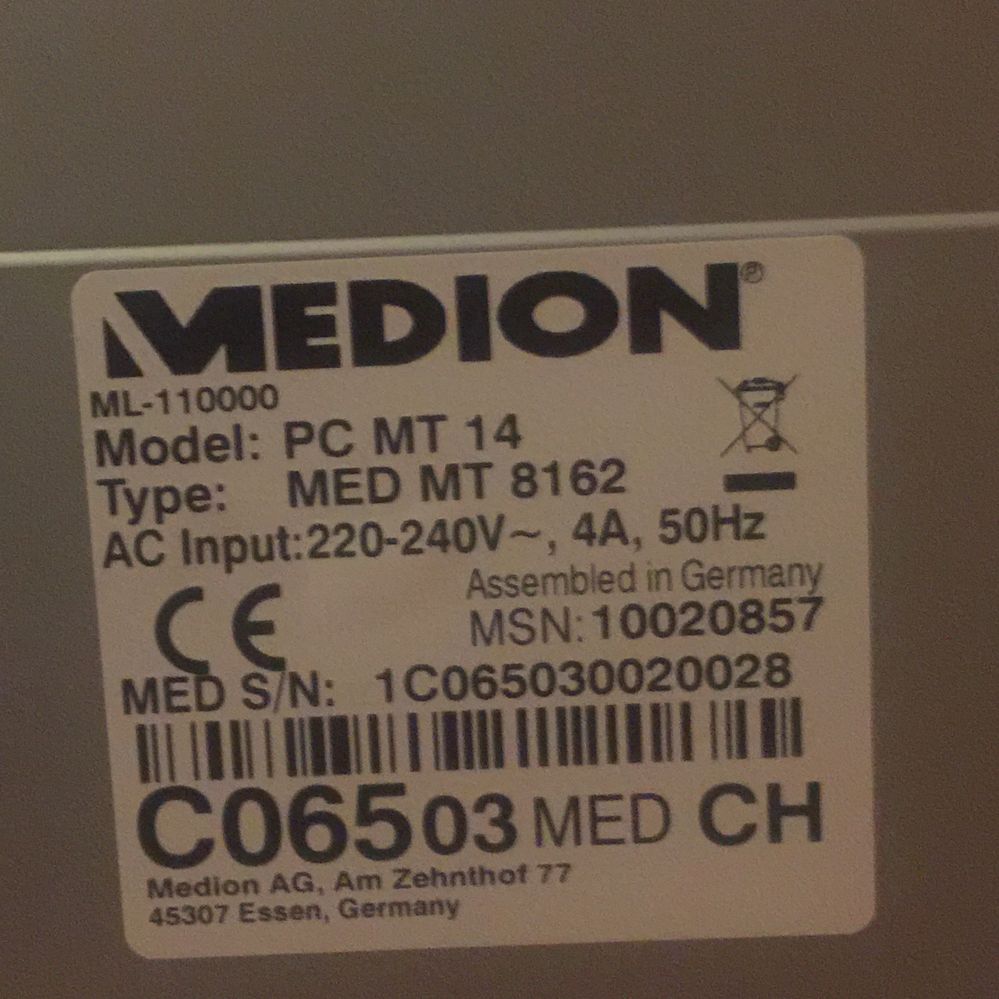 MEDION®
ML-110000
Model: PC MT 14
Type: MED MT 8162
AC Input:220-240V~, 4A, 50Hz
Assembled in Germany
CE
MSN: 10020857
MED S/N: 1C065030020028
C06503 MED CH
Medion AG, Am Zehnthof 77
45307 Essen, Germany